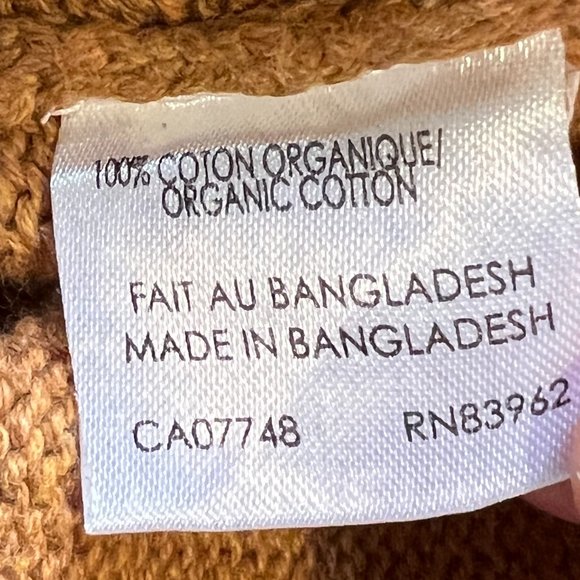 100% COTON ORGANIQUE/
ORGANIC COTTON
FAIT AU BANGLADESH
MADE IN BANGLADESH
CA07748 RN83962